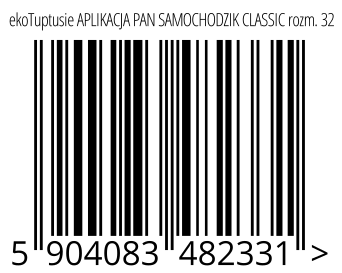 ekoTuptusie APLIKACJA PAN SAMOCHODZIK CLASSIC rozm. 32
5 904083 482331 >